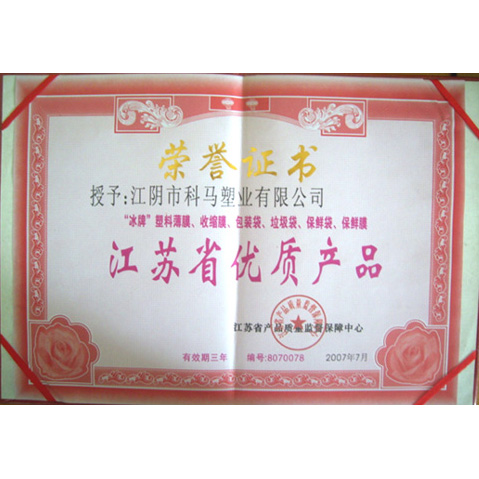 荣誉证书
授予:江阴市科马塑业有限公司
"冰牌"塑料薄膜、收缩膜、包装袋、垃圾袋、保鲜袋、保鲜膜
江苏省优质产品
江苏省产品质量监督保障中心
有效期三年 编号:8070078 2007年7月